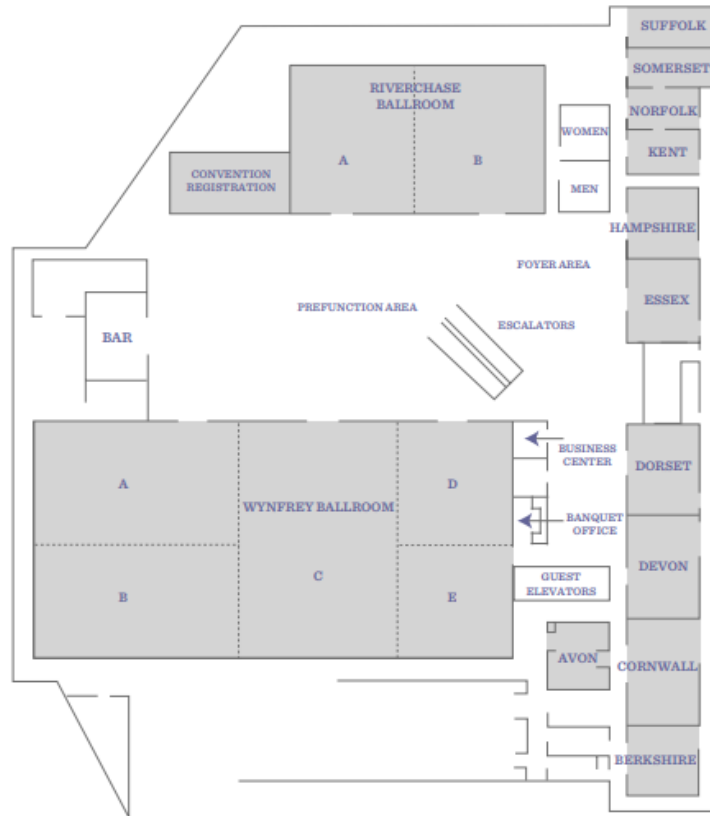 SUFFOLK
SOMERSET
RIVERCHASE
BALLROOM
NORFOLK
WOMEN
KENT
A
B
CONVENTION
REGISTRATION
MEN
HAMPSHIRE
FOYER AREA
ESSEX
PREFUNCTION AREA
ESCALATORS
BAR
BUSINESS
CENTER
DORSET
A
D
WYNFREY BALLROOM
BANQUET
OFFICE
DEVON
C
GUEST
ELEVATORS
B
E
AVON
CORNWALL
BERKSHIRE